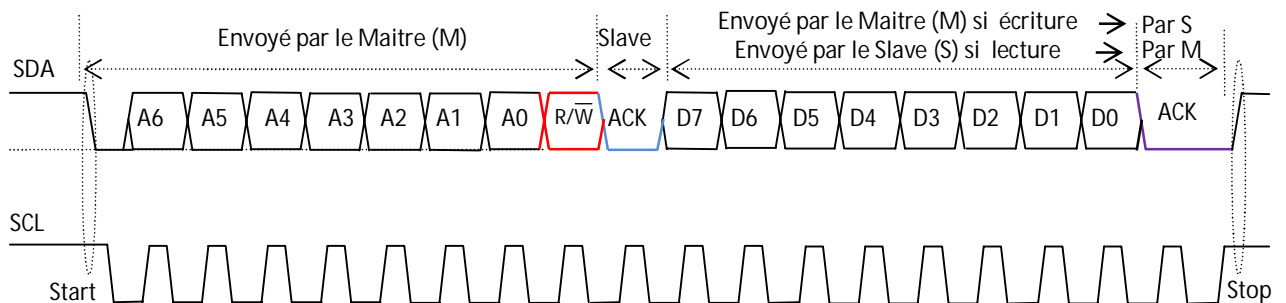 Envoyé par le Maitre (M)
Slave
Envoyé par le Maitre (M) si écriture → Par S
Envoyé par le Slave (S) si lecture → Par M
SDA
A6 A5 A4 A3 A2 A1 A0 R/W̅ ACK D7 D6 D5 D4 D3 D2 D1 D0 ACK
SCL
Start
Stop